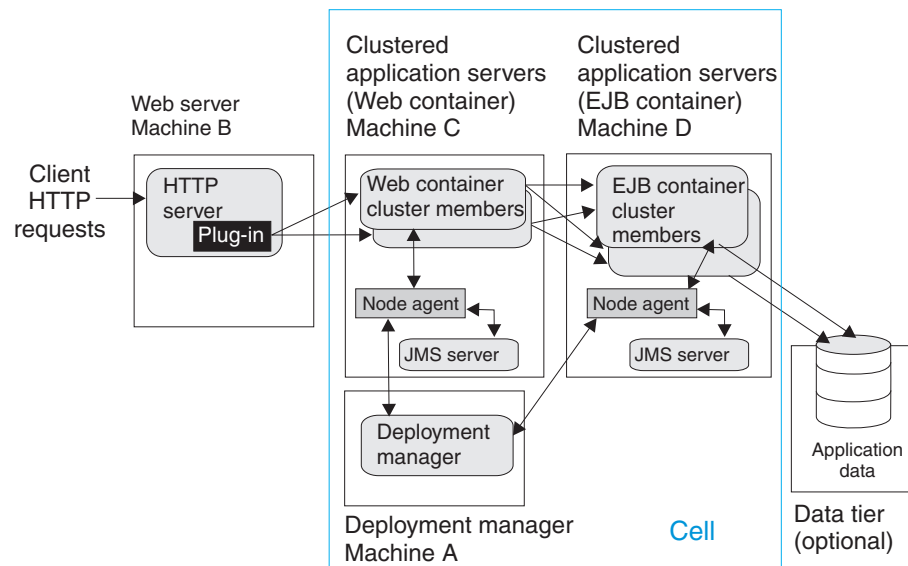 Clustered
application servers
(Web container)
Machine C
Clustered
application servers
(EJB container)
Machine D
Web server
Machine B
Client
HTTP
requests
HTTP
server
Plug-in
Web container
cluster members
EJB container
cluster
members
Node agent
JMS server
Node agent
JMS server
Deployment
manager
Deployment manager
Machine A
Cell
Application
data
Data tier
(optional)